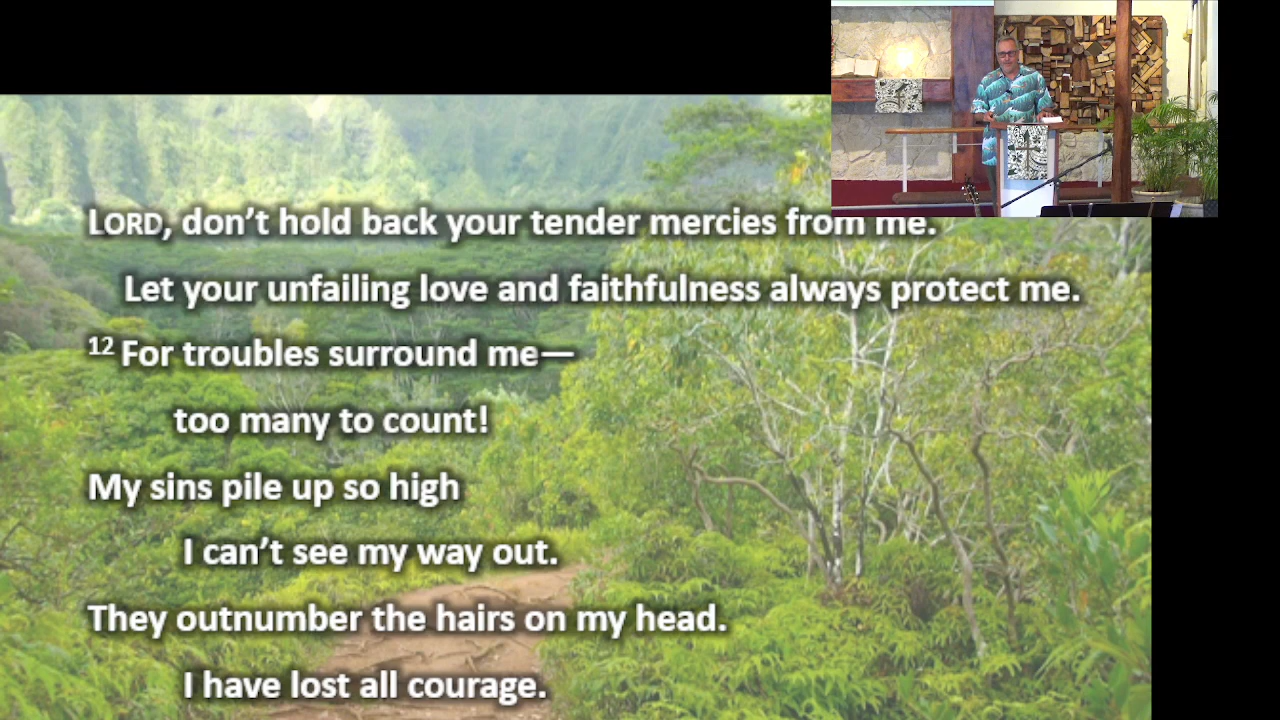 LORD, don’t hold back your tender mercies from me.
Let your unfailing love and faithfulness always protect me.
12 For troubles surround me—
too many to count!
My sins pile up so high
I can’t see my way out.
They outnumber the hairs on my head.
I have lost all courage.